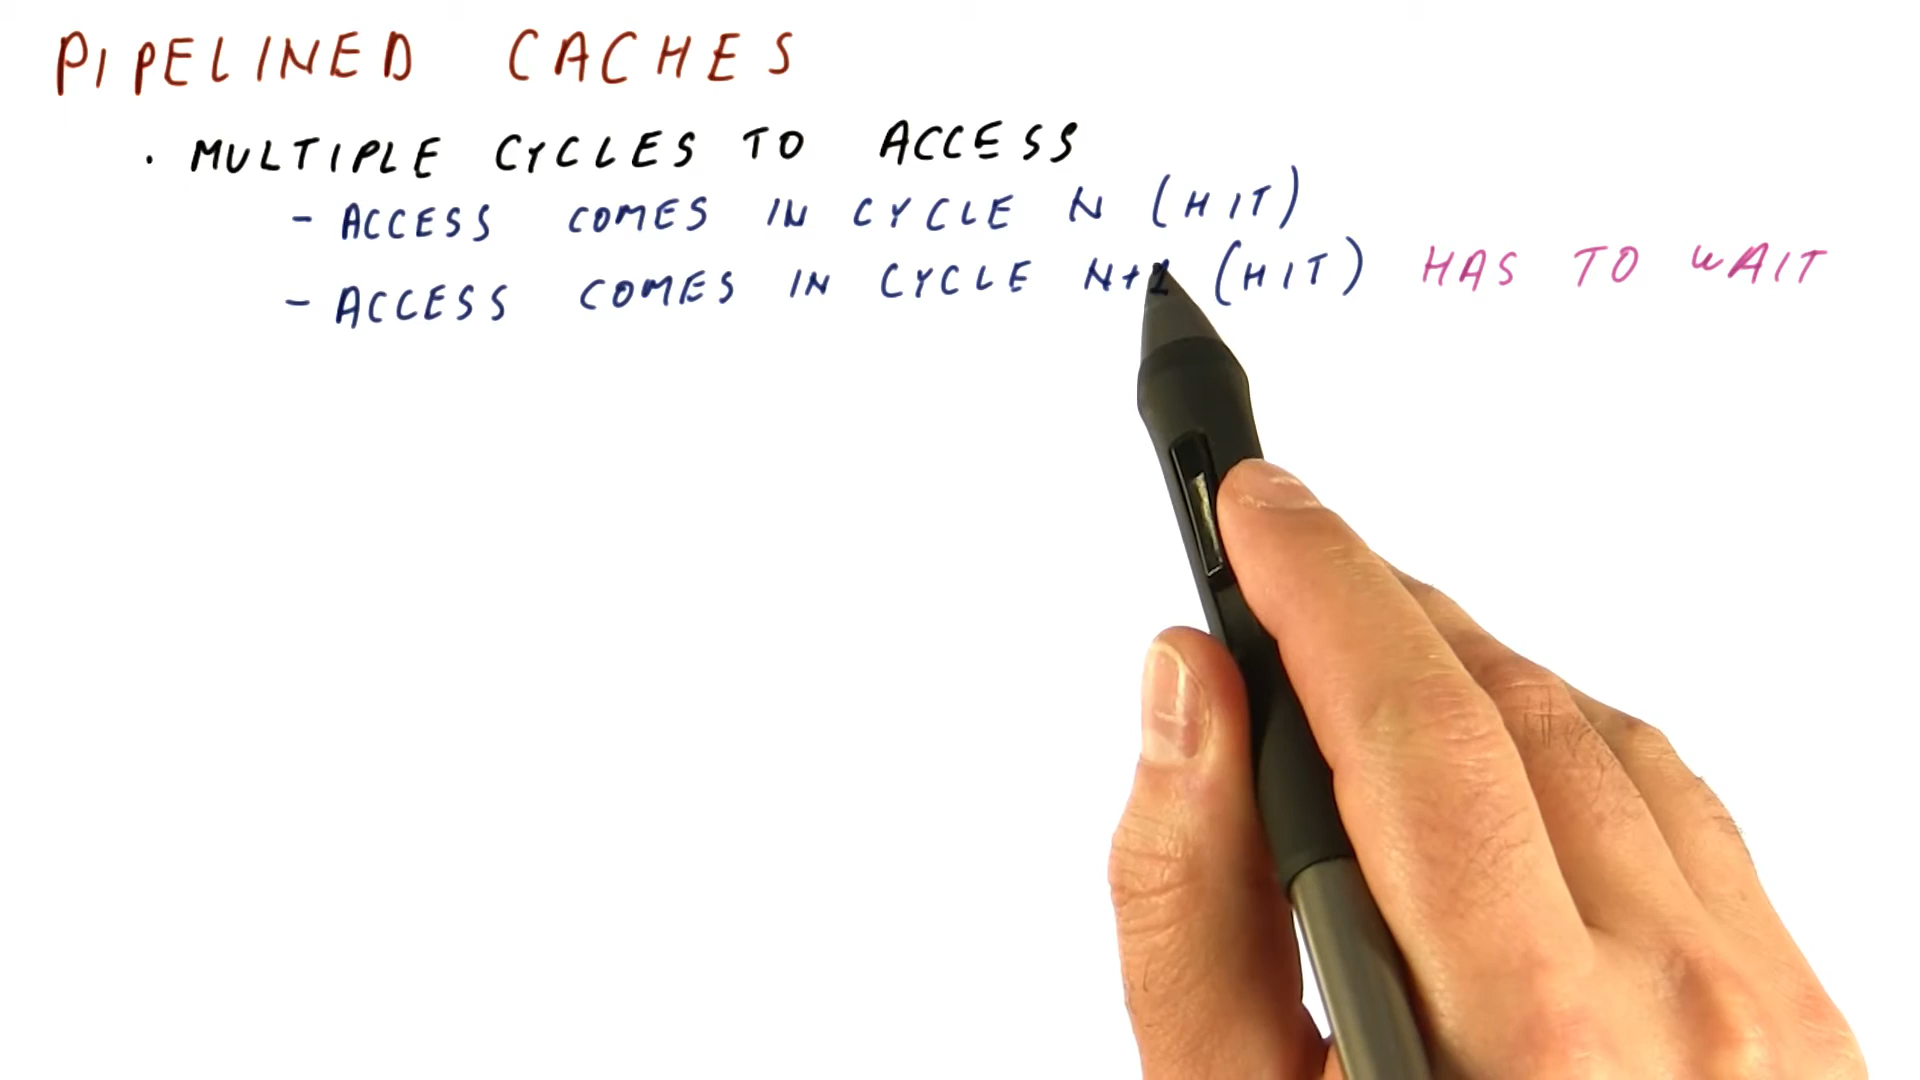 PIPELINED CACHES
· MULTIPLE CYCLES TO ACCESS
- ACCESS COMES IN CYCLE N (HIT)
- ACCESS COMES IN CYCLE N+1 (HIT) HAS TO WAIT